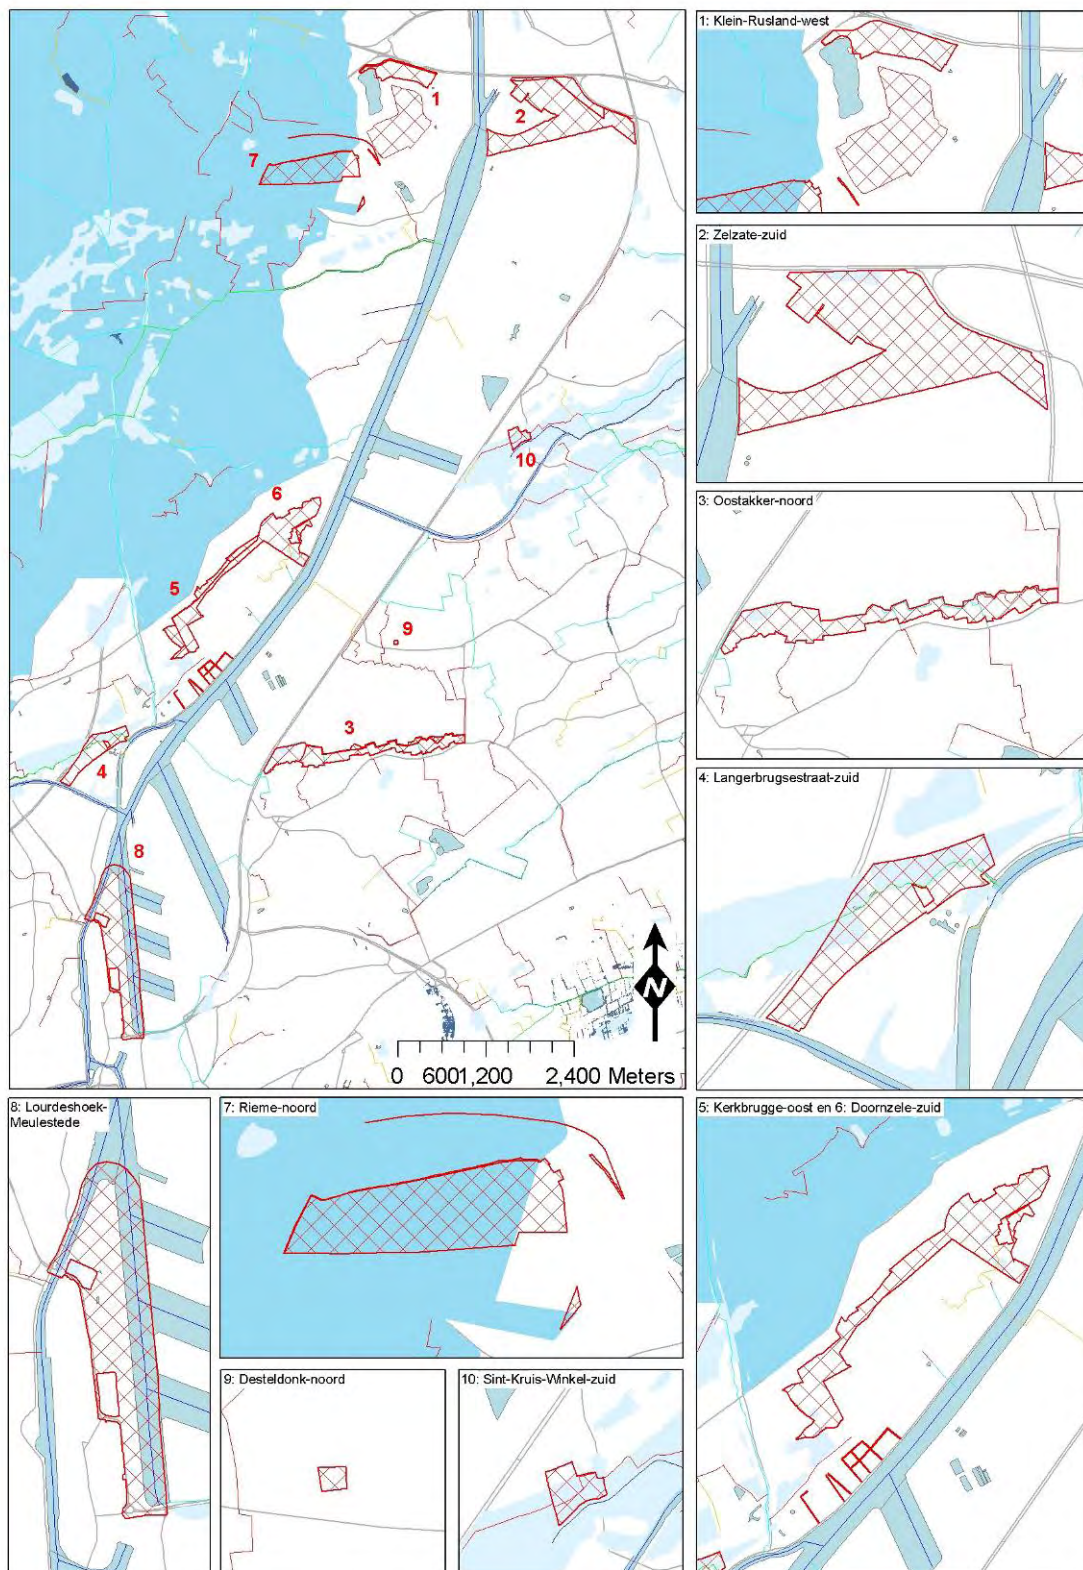 1
2
7
10
6
5
9
3
4
8
N
0 6001,200 2,400 Meters
1: Klein-Rusland-west
2: Zelzate-zuid
3: Oostakker-noord
4: Langerbrugsestraat-zuid
8: Lourdeshoek-
Meulestede
7: Rieme-noord
5: Kerkbrugge-oost en 6: Doornzele-zuid
9: Desteldonk-noord
10: Sint-Kruis-Winkel-zuid